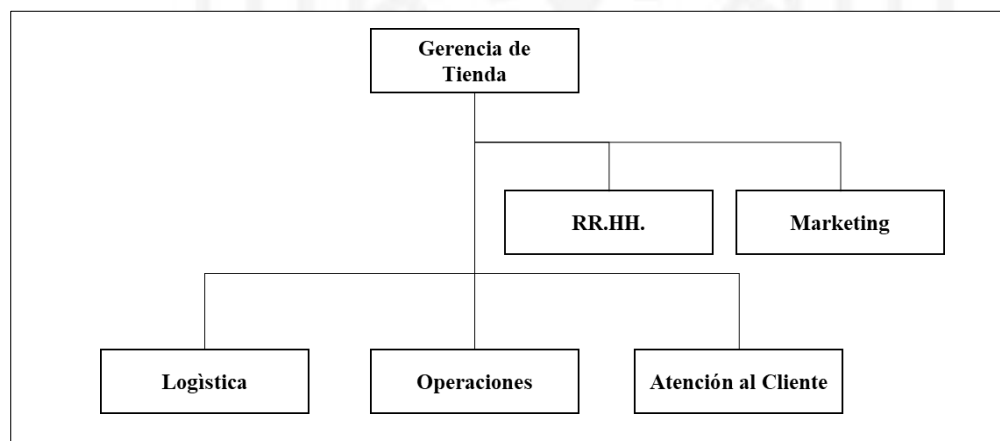 Gerencia de
Tienda
RR.HH.
Marketing
Logìstica
Operaciones
Atención al Cliente